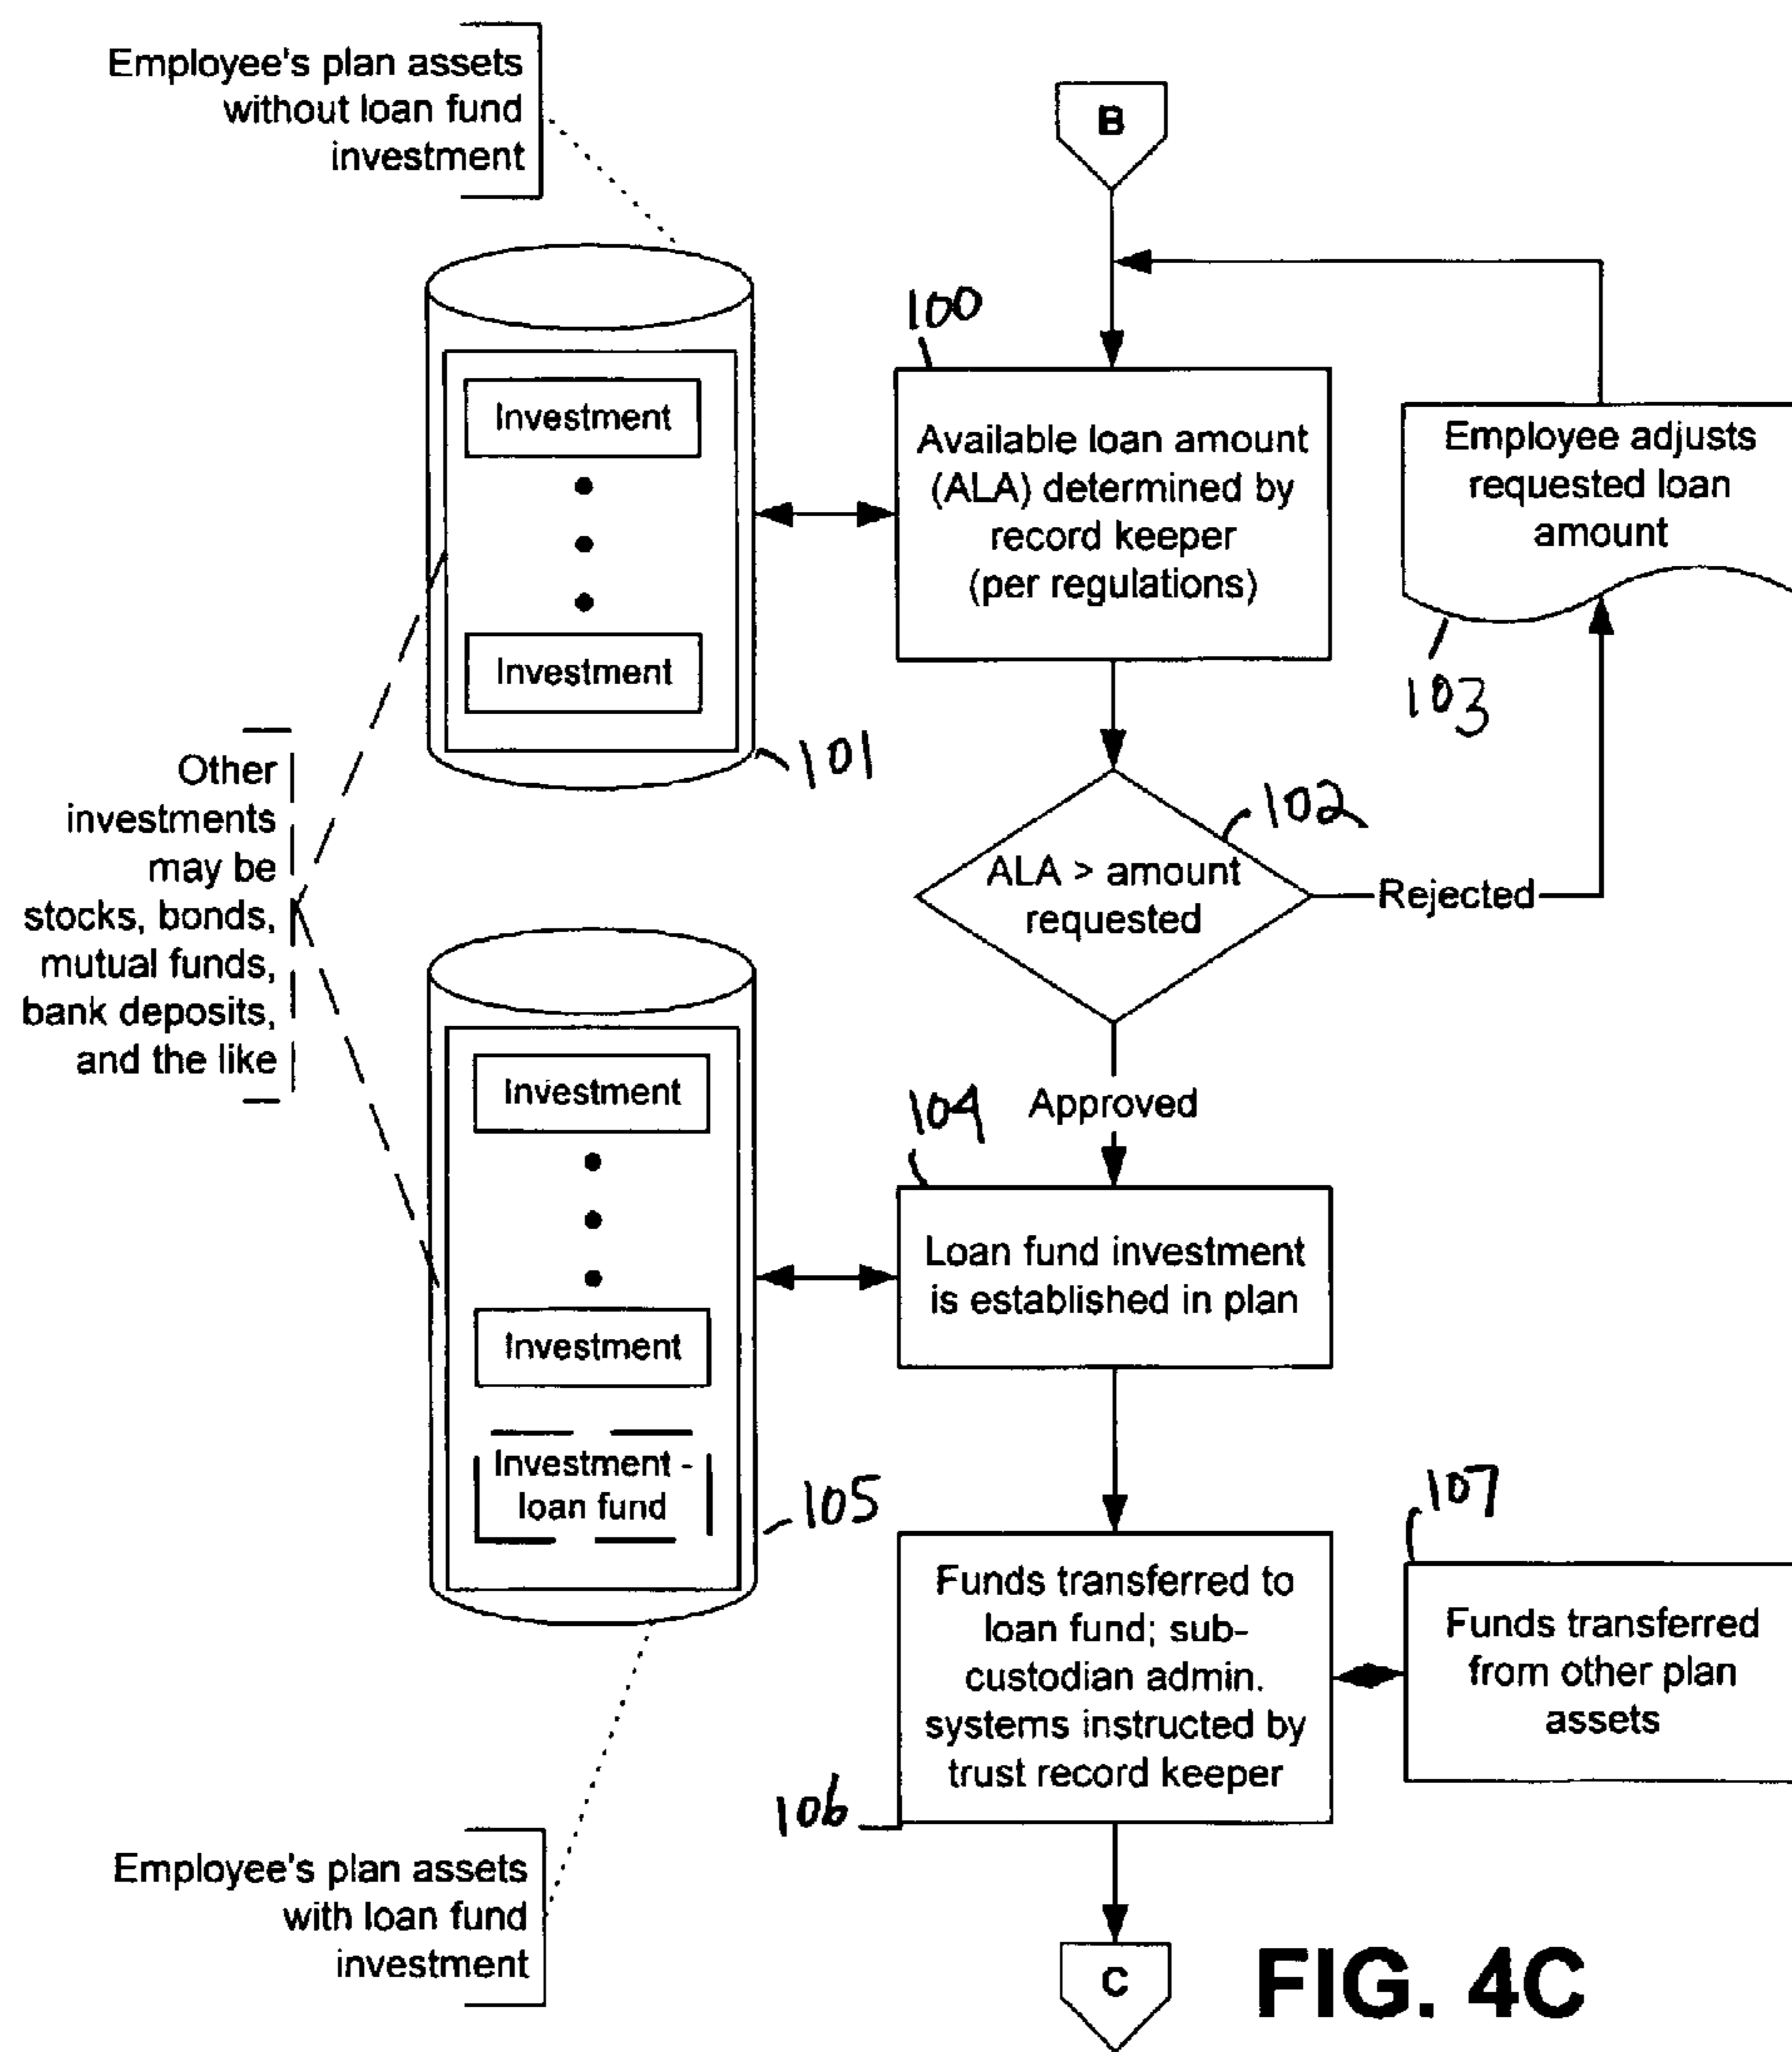 Employee's plan assets
without loan fund
investment
B
100
Investment
Investment
101
Available loan amount
(ALA) determined by
record keeper
(per regulations)
Employee adjusts
requested loan
amount
103
Other
investments
may be
stocks, bonds,
mutual funds,
bank deposits,
and the like
102
ALA > amount
requested
Rejected
Approved
104
Investment
Investment
Investment -
loan fund
105
Loan fund investment
is established in plan
107
Funds transferred to
loan fund; sub-
custodian admin.
systems instructed by
trust record keeper
106
Funds transferred
from other plan
assets
Employee's plan assets
with loan fund
investment
C
FIG. 4C